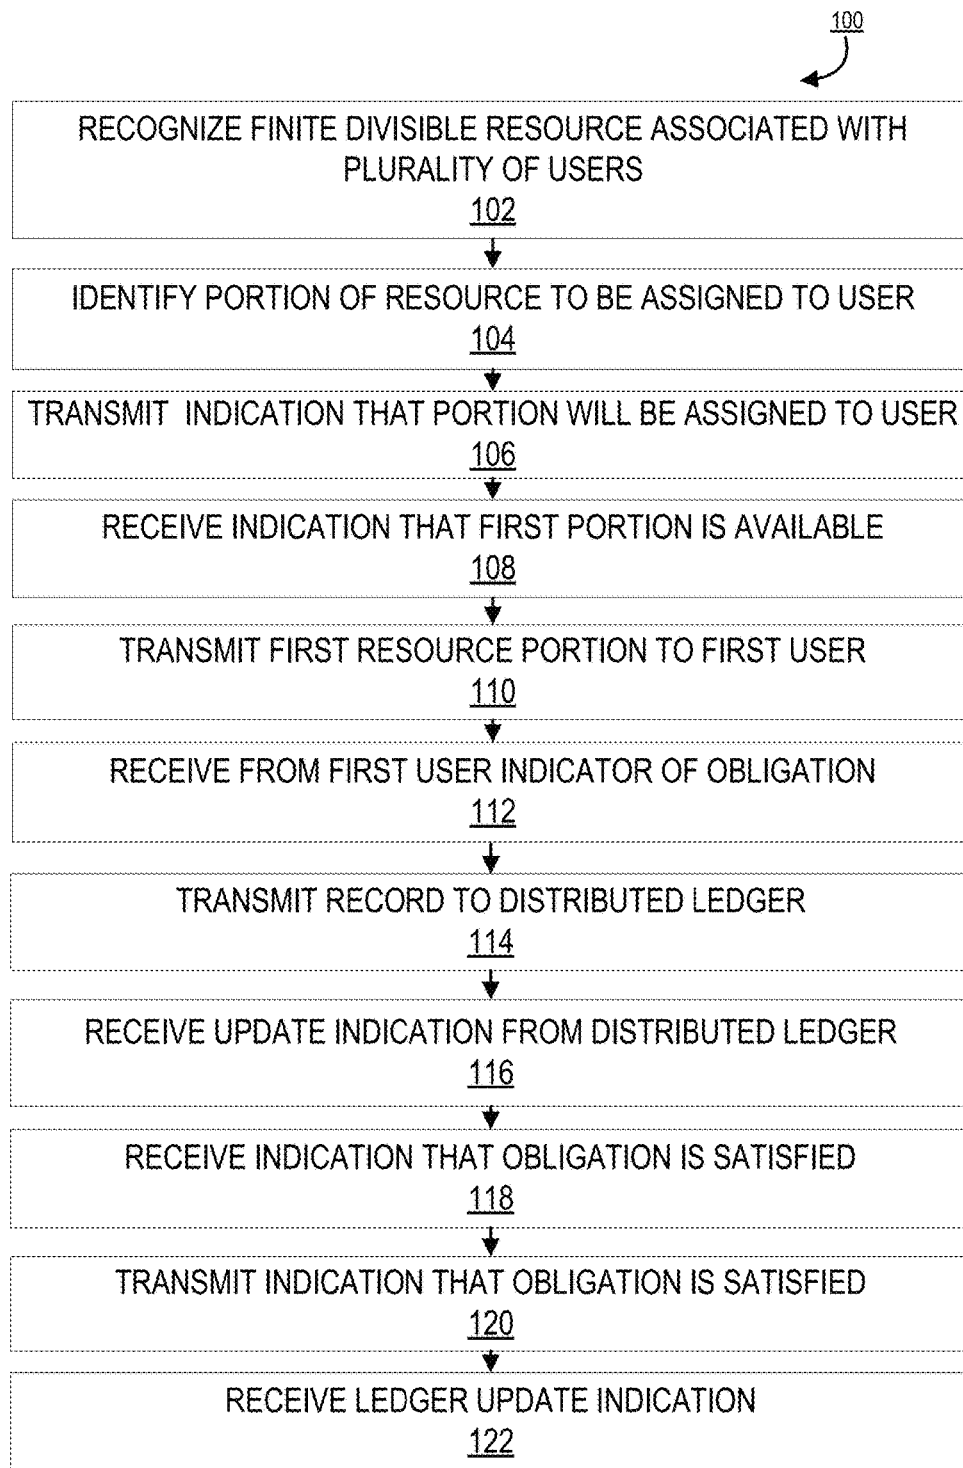 100
RECOGNIZE FINITE DIVISIBLE RESOURCE ASSOCIATED WITH
PLURALITY OF USERS
102
IDENTIFY PORTION OF RESOURCE TO BE ASSIGNED TO USER
104
TRANSMIT INDICATION THAT PORTION WILL BE ASSIGNED TO USER
106
RECEIVE INDICATION THAT FIRST PORTION IS AVAILABLE
108
TRANSMIT FIRST RESOURCE PORTION TO FIRST USER
110
RECEIVE FROM FIRST USER INDICATOR OF OBLIGATION
112
TRANSMIT RECORD TO DISTRIBUTED LEDGER
114
RECEIVE UPDATE INDICATION FROM DISTRIBUTED LEDGER
116
RECEIVE INDICATION THAT OBLIGATION IS SATISFIED
118
TRANSMIT INDICATION THAT OBLIGATION IS SATISFIED
120
RECEIVE LEDGER UPDATE INDICATION
122